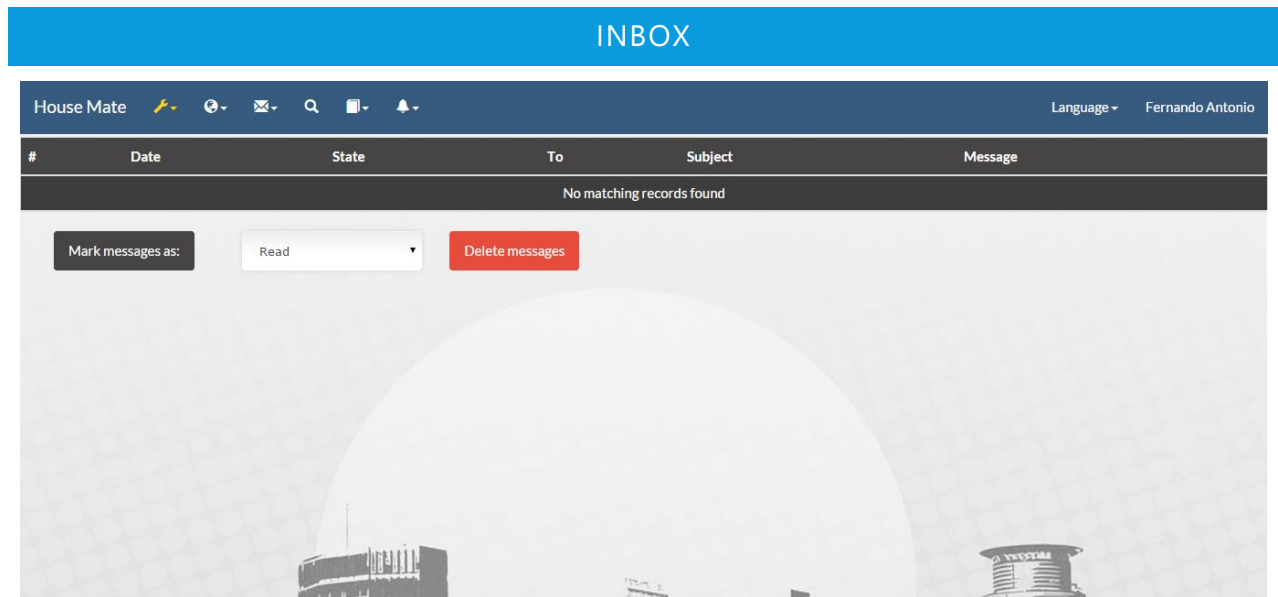 INBOX
House Mate Language Fernando Antonio
# Date State To Subject Message
No matching records found
Mark messages as: Read Delete messages